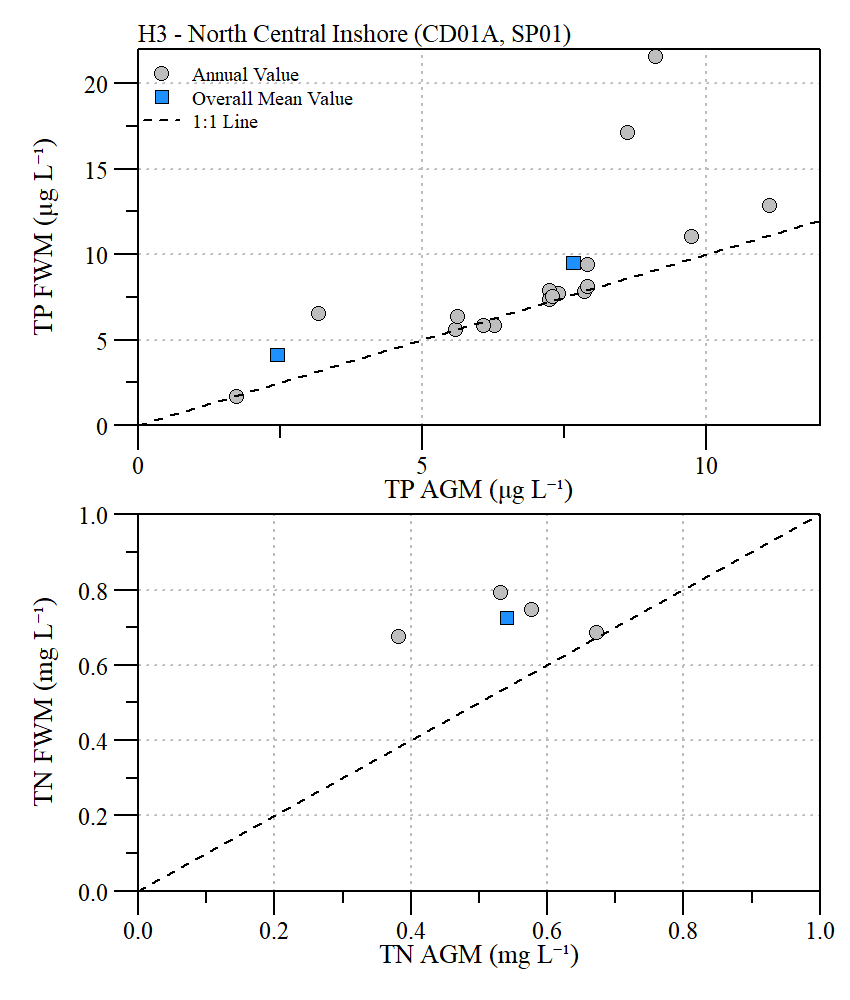 H3 - North Central Inshore (CD01A, SP01)
Annual Value
Overall Mean Value
1:1 Line
TP FWM (μg L⁻¹)
20
15
10
5
0
0 5 10
TP AGM (μg L⁻¹)
TN FWM (mg L⁻¹)
1.0
0.8
0.6
0.4
0.2
0.0
0.0 0.2 0.4 0.6 0.8 1.0
TN AGM (mg L⁻¹)